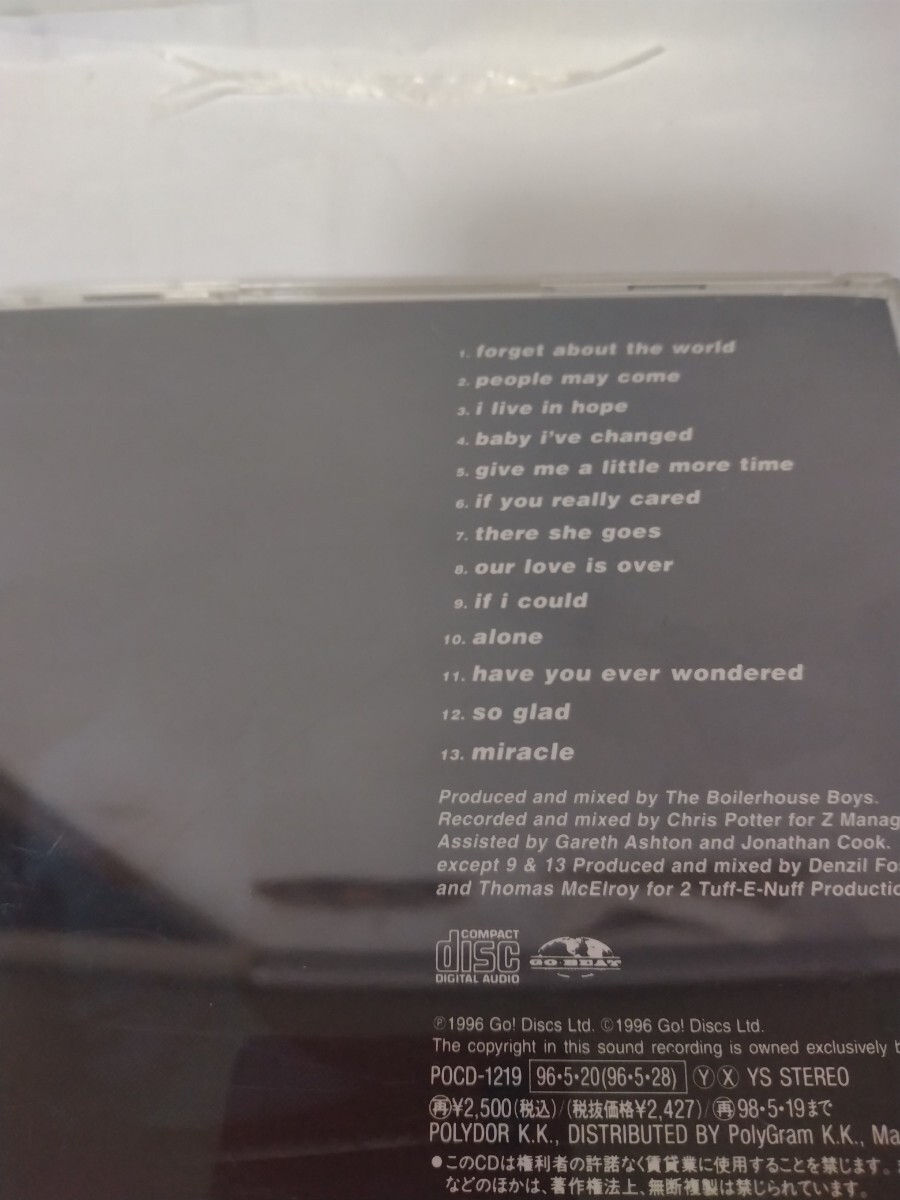 1. forget about the world
2. people may come
3. i live in hope
4. baby i've changed
5. give me a little more time
6. if you really cared
7. there she goes
8. our love is over
9. if i could
10. alone
11. have you ever wondered
12. so glad
13. miracle
Produced and mixed by The Boilerhouse Boys.
Recorded and mixed by Chris Potter for Z Manag
Assisted by Gareth Ashton and Jonathan Cook.
except 9 & 13 Produced and mixed by Denzil Fos
and Thomas McElroy for 2 Tuff-E-Nuff Productio
COMPACT
disc
DIGITAL AUDIO
GO BEAT
℗1996 Go! Discs Ltd. ©1996 Go! Discs Ltd.
The copyright in this sound recording is owned exclusively b
POCD-1219 96・5・20(96・5・28) Ⓨ Ⓧ YS STEREO
㊢¥2,500(税込)/(税抜価格¥2,427)/再98・5・19まで
POLYDOR K.K., DISTRIBUTED BY PolyGram K.K., Ma
●このCDは権利者の許諾なく賃貸業に使用することを禁じます。ま
などのほかは、著作権法上、無断複製は禁じられています。